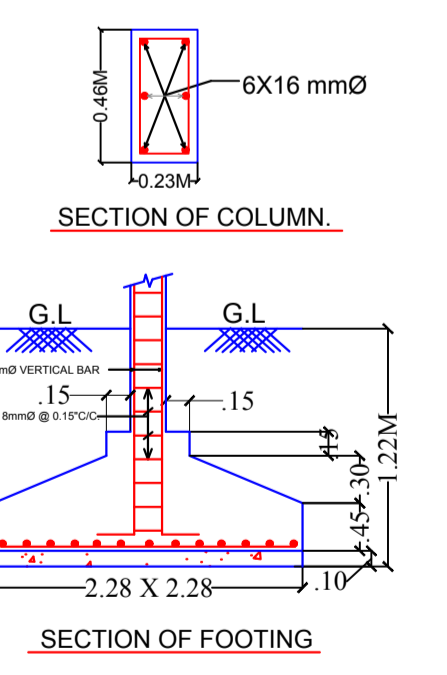 0.46M
6X16 mmØ
0.23M
SECTION OF COLUMN.
G.L
G.L
mØ VERTICAL BAR
.15
.15
8mmØ @ 0.15"C/C
.15
.30
1.22M
.45
2.28 X 2.28
.10
SECTION OF FOOTING